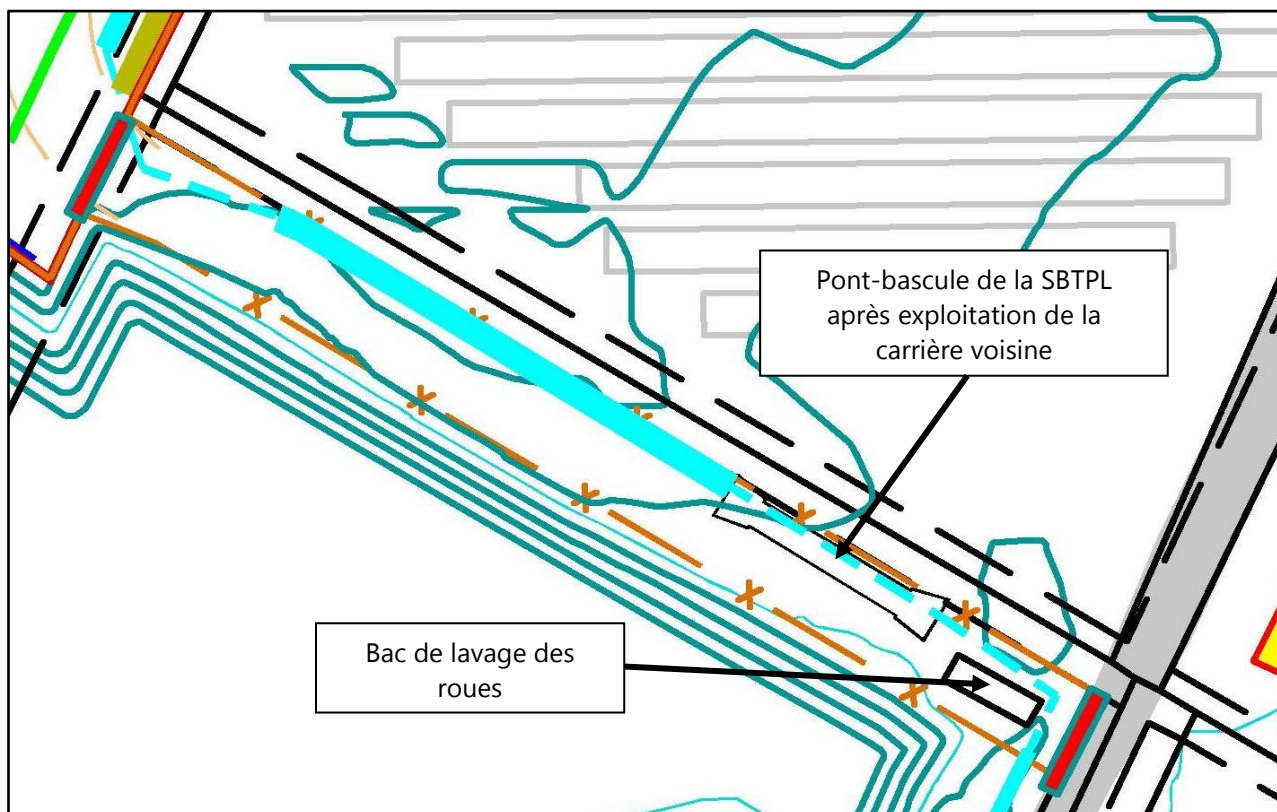 Pont-bascule de la SBTPL
après exploitation de la
carrière voisine
Bac de lavage des
roues